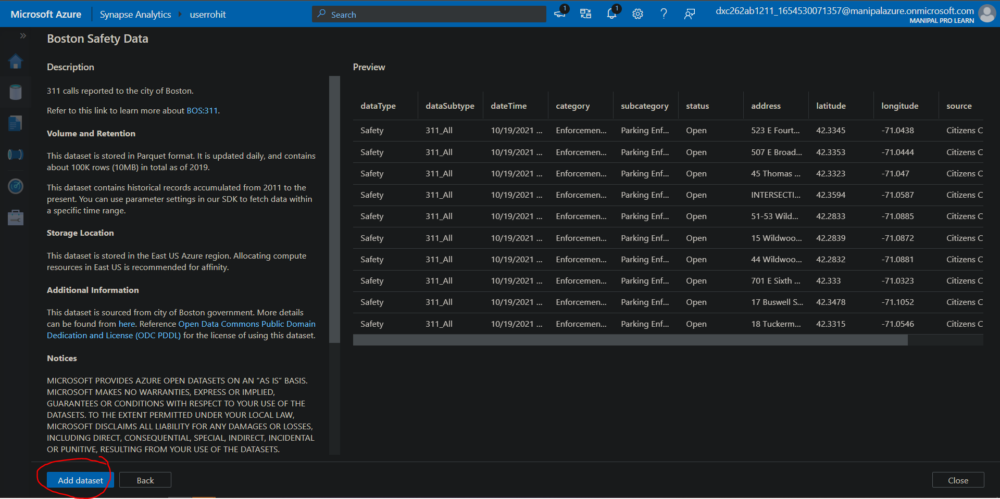 Microsoft Azure Synapse Analytics userrohit Search 1 1 dxc262ab1211_1654530071357@manipalazure.onmicrosoft.com
MANIPAL PRO LEARN
Boston Safety Data
Description
311 calls reported to the city of Boston.
Refer to this link to learn more about BOS:311.
Volume and Retention
This dataset is stored in Parquet format. It is updated daily, and contains
about 100K rows (10MB) in total as of 2019.
This dataset contains historical records accumulated from 2011 to the
present. You can use parameter settings in our SDK to fetch data within
a specific time range.
Storage Location
This dataset is stored in the East US Azure region. Allocating compute
resources in East US is recommended for affinity.
Additional Information
This dataset is sourced from city of Boston government. More details
can be found from here. Reference Open Data Commons Public Domain
Dedication and License (ODC PDDL) for the license of using this dataset.
Notices
MICROSOFT PROVIDES AZURE OPEN DATASETS ON AN “AS IS” BASIS.
MICROSOFT MAKES NO WARRANTIES, EXPRESS OR IMPLIED,
GUARANTEES OR CONDITIONS WITH RESPECT TO YOUR USE OF THE
DATASETS. TO THE EXTENT PERMITTED UNDER YOUR LOCAL LAW,
MICROSOFT DISCLAIMS ALL LIABILITY FOR ANY DAMAGES OR LOSSES,
INCLUDING DIRECT, CONSEQUENTIAL, SPECIAL, INDIRECT, INCIDENTAL
OR PUNITIVE, RESULTING FROM YOUR USE OF THE DATASETS.
Preview
dataType dataSubtype dateTime category subcategory status address latitude longitude source
Safety 311_All 10/19/2021 ... Enforcemen... Parking Enf... Open 523 E Fourt... 42.3345 -71.0438 Citizens C
Safety 311_All 10/19/2021 ... Enforcemen... Parking Enf... Open 507 E Broad... 42.3353 -71.0444 Citizens C
Safety 311_All 10/19/2021 ... Enforcemen... Parking Enf... Open 45 Thomas ... 42.3323 -71.047 Citizens C
Safety 311_All 10/19/2021 ... Enforcemen... Parking Enf... Open INTERSECTI... 42.3594 -71.0587 Citizens C
Safety 311_All 10/19/2021 ... Enforcemen... Parking Enf... Open 51-53 Wild... 42.2833 -71.0885 Citizens C
Safety 311_All 10/19/2021 ... Enforcemen... Parking Enf... Open 15 Wildwoo... 42.2839 -71.0872 Citizens C
Safety 311_All 10/19/2021 ... Enforcemen... Parking Enf... Open 44 Wildwoo... 42.2832 -71.0881 Citizens C
Safety 311_All 10/19/2021 ... Enforcemen... Parking Enf... Open 701 E Sixth ... 42.333 -71.0323 Citizens C
Safety 311_All 10/19/2021 ... Enforcemen... Parking Enf... Open 17 Buswell S... 42.3478 -71.1052 Citizens C
Safety 311_All 10/19/2021 ... Enforcemen... Parking Enf... Open 18 Tuckerm... 42.3315 -71.0546 Citizens C
Add dataset Back Close